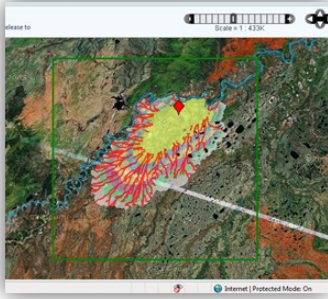 elease to
Scale = 1 : 433K
Internet | Protected Mode: On